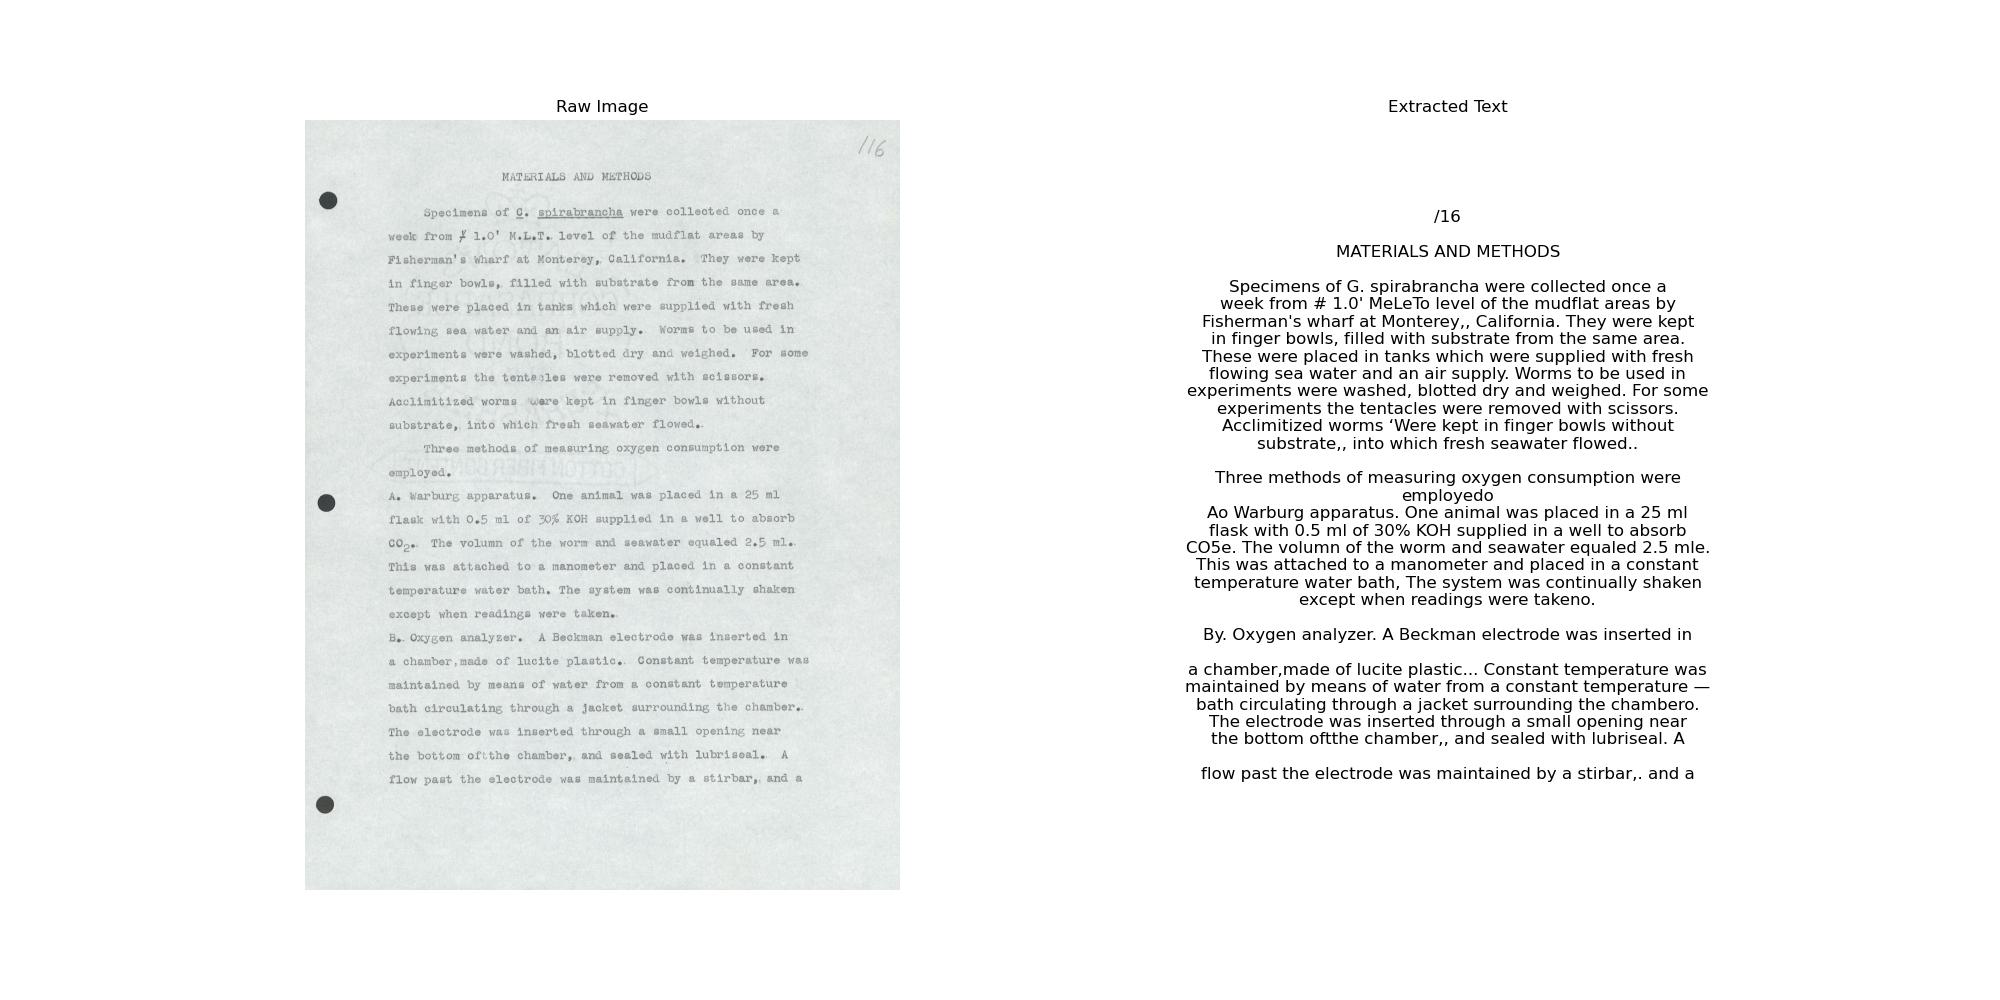 Raw Image
116
MATERIALS AND METHODS
Specimens of C. spirabrancha were collected once a
week from ⨍ 1.0' M.L.T. level of the mudflat areas by
Fisherman's Wharf at Monterey, California. They were kept
in finger bowls, filled with substrate from the same area.
These were placed in tanks which were supplied with fresh
flowing sea water and an air supply. Worms to be used in
experiments were washed, blotted dry and weighed. For some
experiments the tentacles were removed with scissors.
Acclimitized worms were kept in finger bowls without
substrate, into which fresh seawater flowed.
Three methods of measuring oxygen consumption were
employed.
A. Warburg apparatus. One animal was placed in a 25 ml
flask with 0.5 ml of 30% KOH supplied in a well to absorb
CO2. The volumn of the worm and seawater equaled 2.5 ml.
This was attached to a manometer and placed in a constant
temperature water bath. The system was continually shaken
except when readings were taken.
B. Oxygen analyzer. A Beckman electrode was inserted in
a chamber,made of lucite plastic. Constant temperature was
maintained by means of water from a constant temperature
bath circulating through a jacket surrounding the chamber.
The electrode was inserted through a small opening near
the bottom oftthe chamber, and sealed with lubriseal. A
flow past the electrode was maintained by a stirbar, and a
Extracted Text
/16
MATERIALS AND METHODS
Specimens of G. spirabrancha were collected once a
week from # 1.0' MeLeTo level of the mudflat areas by
Fisherman's wharf at Monterey,, California. They were kept
in finger bowls, filled with substrate from the same area.
These were placed in tanks which were supplied with fresh
flowing sea water and an air supply. Worms to be used in
experiments were washed, blotted dry and weighed. For some
experiments the tentacles were removed with scissors.
Acclimitized worms ‘Were kept in finger bowls without
substrate,, into which fresh seawater flowed..
Three methods of measuring oxygen consumption were
employedo
Ao Warburg apparatus. One animal was placed in a 25 ml
flask with 0.5 ml of 30% KOH supplied in a well to absorb
CO5e. The volumn of the worm and seawater equaled 2.5 mle.
This was attached to a manometer and placed in a constant
temperature water bath, The system was continually shaken
except when readings were takeno.
By. Oxygen analyzer. A Beckman electrode was inserted in
a chamber,made of lucite plastic... Constant temperature was
maintained by means of water from a constant temperature —
bath circulating through a jacket surrounding the chambero.
The electrode was inserted through a small opening near
the bottom oftthe chamber,, and sealed with lubriseal. A
flow past the electrode was maintained by a stirbar,. and a